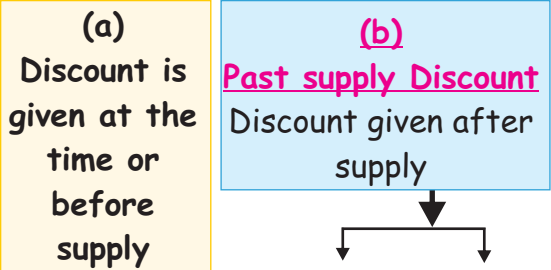 (a)
Discount is
given at the
time or
before
supply
(b)
Past supply Discount
Discount given after
supply